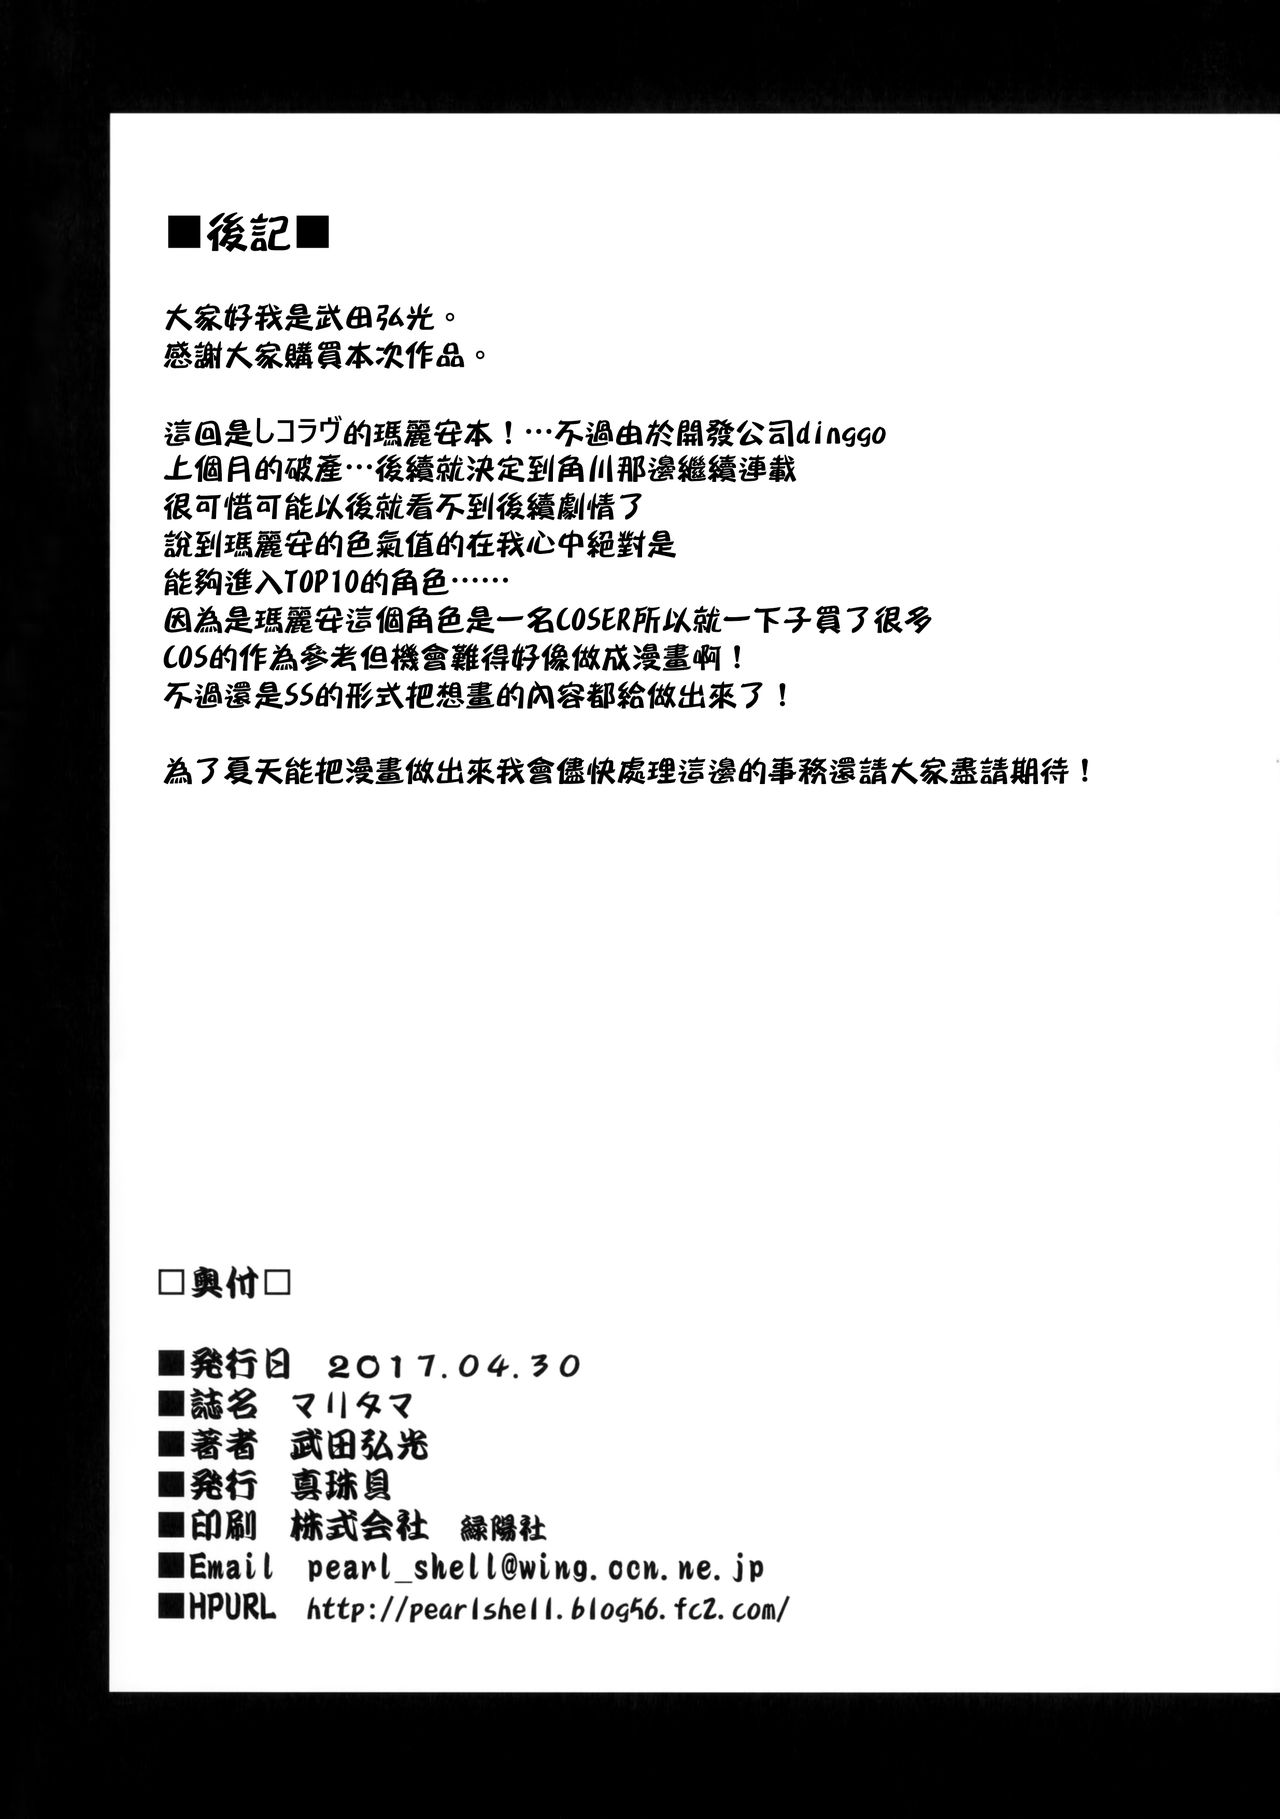 ■後記■
大家好我是武田弘光。
感謝大家購買本次作品。
這回是しコラヴ的瑪麗安本！…不過由於開發公司dinggo
上個月的破產…後續就決定到角川那邊繼續連載
很可惜可能以後就看不到後續劇情了
說到瑪麗安的色氣值的在我心中絕對是
能夠進入TOP10的角色……
因為是瑪麗安這個角色是一名COSER所以就一下子買了很多
COS的作為參考但機會難得好像做成漫畫啊！
不過還是SS的形式把想畫的內容都給做出來了！
為了夏天能把漫畫做出來我會儘快處理這邊的事務還請大家盡請期待！
□奥付□
■発行日　2017.04.30
■誌名　マリタマ
■著者　武田弘光
■発行　真珠貝
■印刷　株式会社　緑陽社
■Email　pearl_shell@wing.ocn.ne.jp
■HPURL　http://pearlshell.blog56.fc2.com/